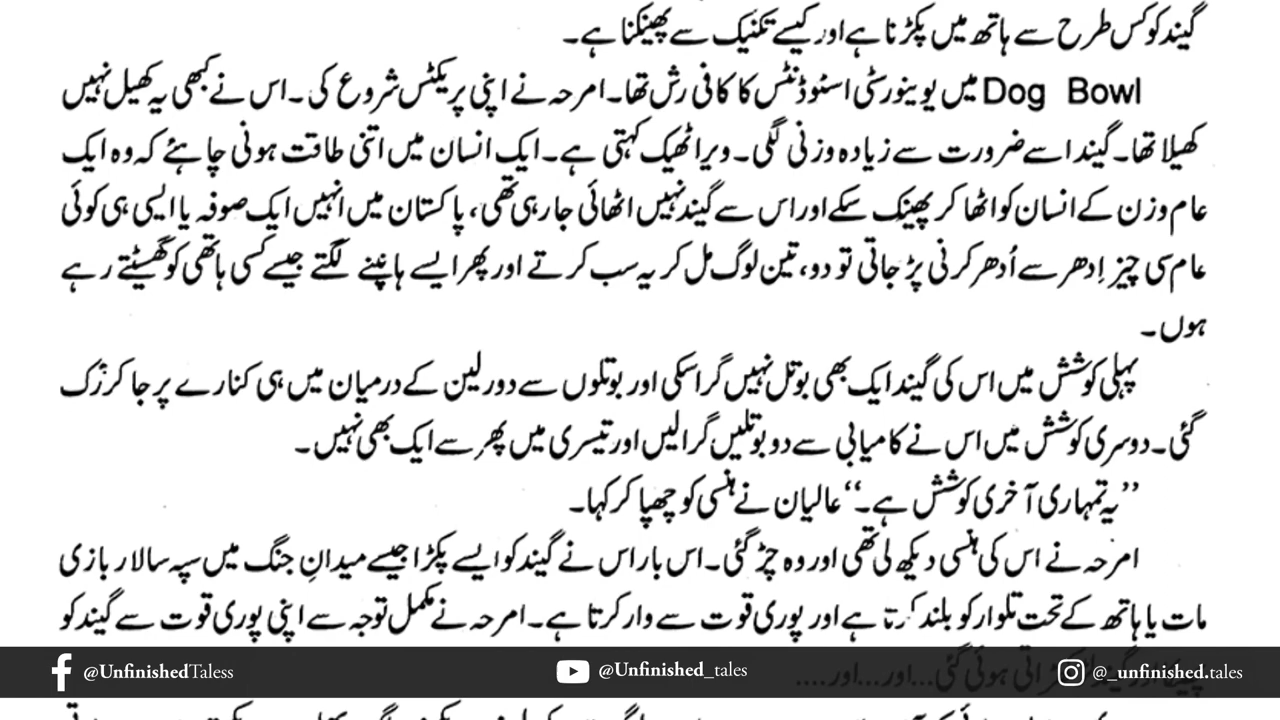 گیند کو کس طرح سے ہاتھ میں پکڑنا ہے اور کیسے تکنیک سے پھینکنا ہے۔
Dog Bowl میں یونیورسٹی اسٹوڈنٹس کا کافی رش تھا۔ امرحہ نے اپنی پریکٹس شروع کی۔ اس نے کبھی یہ کھیل نہیں
کھیلا تھا۔ گیند اسے ضرورت سے زیادہ وزنی لگی۔ ویرا ٹھیک کہتی ہے۔ ایک انسان میں اتنی طاقت ہونی چاہئے کہ وہ ایک
عام وزن کے انسان کو اٹھا کر پھینک سکے اور اس سے گیند نہیں اٹھائی جا رہی تھی، پاکستان میں انہیں ایک صوفہ یا ایسی ہی کوئی
عام سی چیز اِدھر سے اُدھر کرنی پڑ جاتی تو دو، تین لوگ مل کر یہ سب کرتے اور پھر ایسے ہانپنے لگتے جیسے کسی ہاتھی کو گھسیٹتے رہے
ہوں۔
پہلی کوشش میں اس کی گیند ایک بھی بوتل نہیں گرا سکی اور بوتلوں سے دور لین کے درمیان میں ہی کنارے پر جا کر رُک
گئی۔ دوسری کوشش میں اس نے کامیابی سے دو بوتلیں گرا لیں اور تیسری میں پھر سے ایک بھی نہیں۔
”یہ تمہاری آخری کوشش ہے۔“ عالیان نے ہنسی کو چھپا کر کہا۔
امرحہ نے اس کی ہنسی دیکھ لی تھی اور وہ چڑ گئی۔ اس بار اس نے گیند کو ایسے پکڑا جیسے میدانِ جنگ میں سپہ سالار بازی
مات یا ہاتھ کے تحت تلوار کو بلند کرتا ہے اور پوری قوت سے وار کرتا ہے۔ امرحہ نے مکمل توجہ سے اپنی پوری قوت سے گیند کو
پھینکا اور گیند ہوئی گئی... اور... اور....
@UnfinishedTaless @Unfinished_tales @_unfinished.tales